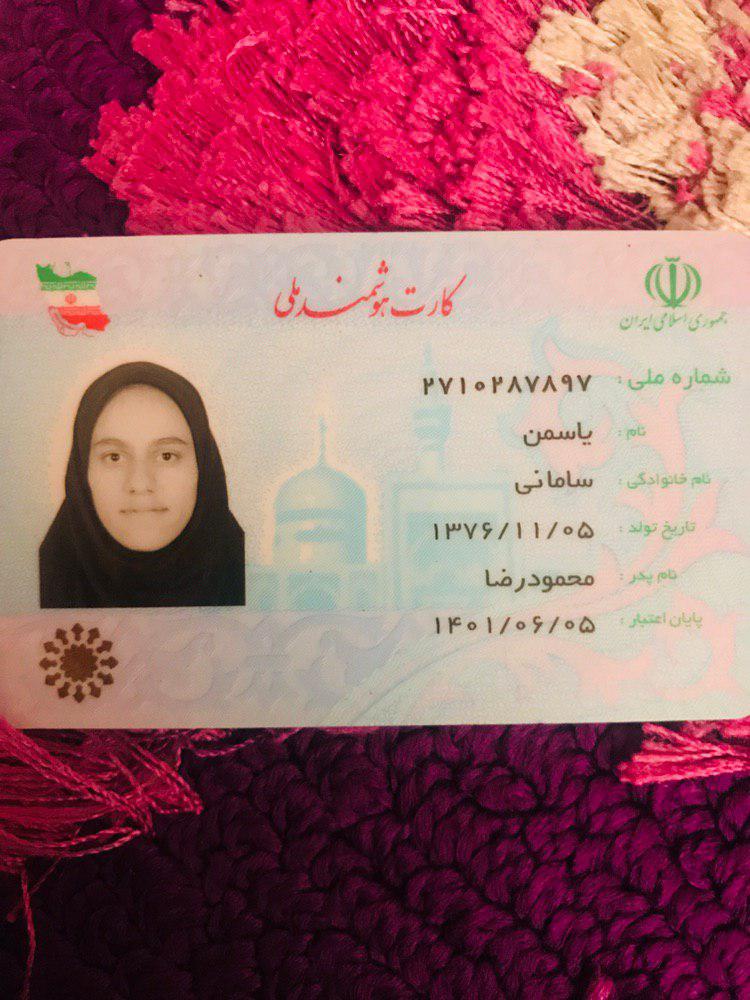 کارت هوشمند ملی
جمهوری اسلامی ایران
شماره ملی: ۲۷۱۰۲۸۷۸۹۷
نام: یاسمن
نام خانوادگی: سامانی
تاریخ تولد: ۱۳۷۶/۱۱/۰۵
نام پدر: محمودرضا
پایان اعتبار: ۱۴۰۱/۰۶/۰۵